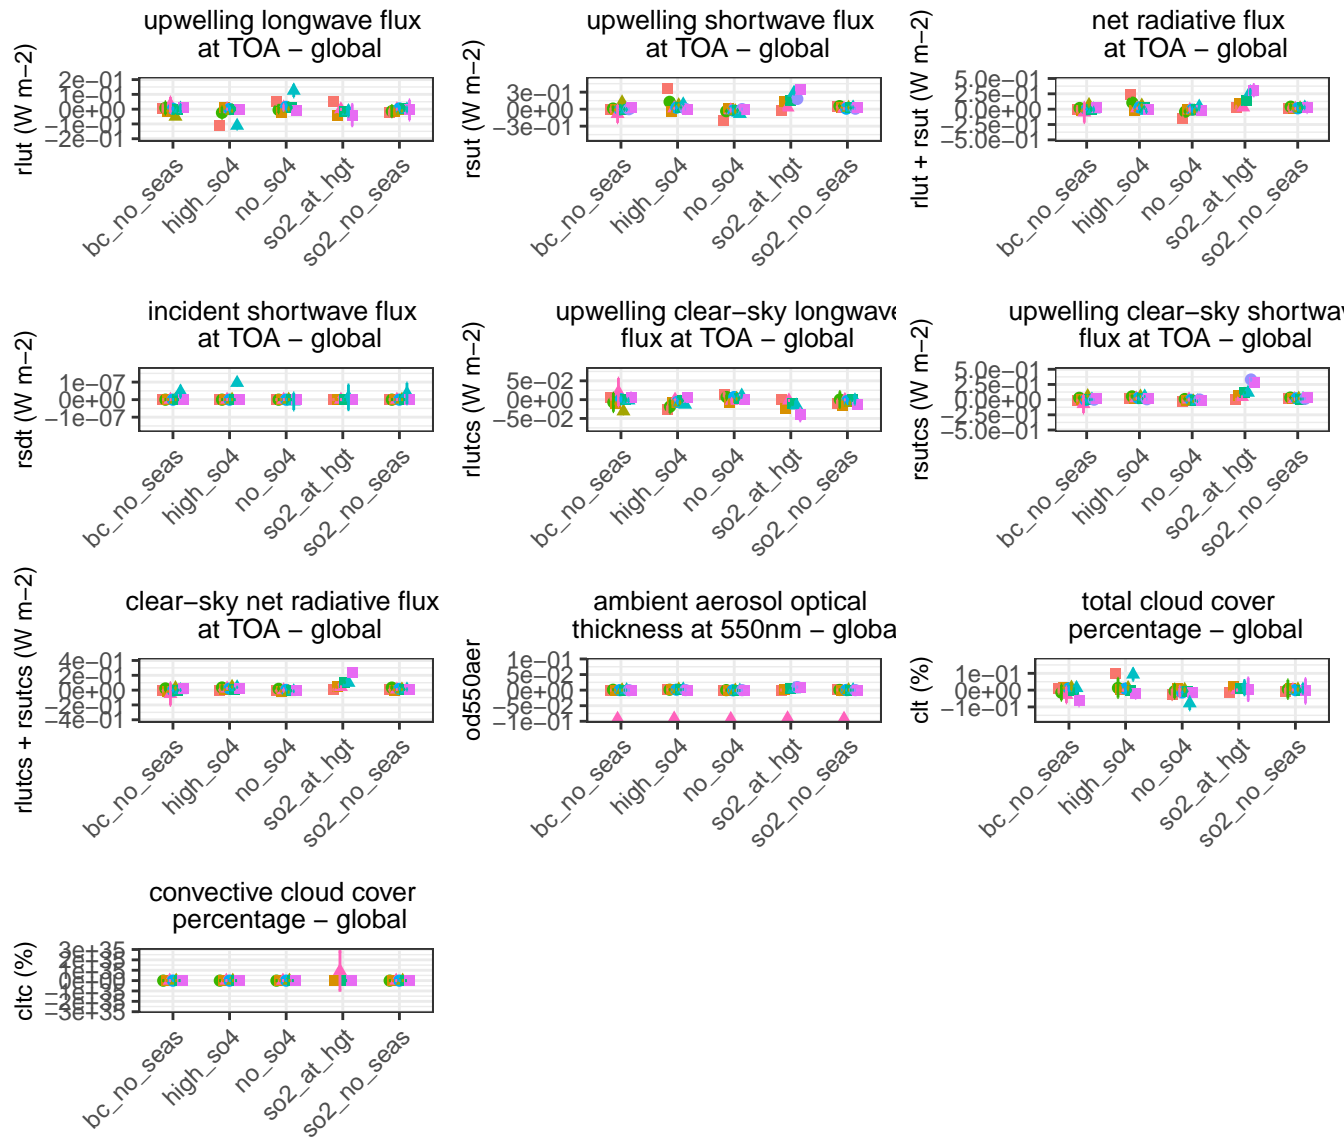 upwelling longwave flux
at TOA − global
rlut (W m−2)
2e−01
1e−01
0e+00
−1e−01
−2e−01
bc_no_seas
high_so4
no_so4
so2_at_hgt
so2_no_seas
upwelling shortwave flux
at TOA − global
rsut (W m−2)
3e−01
0e+00
−3e−01
bc_no_seas
high_so4
no_so4
so2_at_hgt
so2_no_seas
net radiative flux
at TOA − global
rlut + rsut (W m−2)
5.0e−01
2.5e−01
0.0e+00
−2.5e−01
−5.0e−01
bc_no_seas
high_so4
no_so4
so2_at_hgt
so2_no_seas
incident shortwave flux
at TOA − global
rsdt (W m−2)
1e−07
0e+00
−1e−07
bc_no_seas
high_so4
no_so4
so2_at_hgt
so2_no_seas
upwelling clear−sky longwave
flux at TOA − global
rlutcs (W m−2)
5e−02
0e+00
−5e−02
bc_no_seas
high_so4
no_so4
so2_at_hgt
so2_no_seas
upwelling clear−sky shortwav
flux at TOA − global
rsutcs (W m−2)
5.0e−01
2.5e−01
0.0e+00
−2.5e−01
−5.0e−01
bc_no_seas
high_so4
no_so4
so2_at_hgt
so2_no_seas
clear−sky net radiative flux
at TOA − global
rlutcs + rsutcs (W m−2)
4e−01
2e−01
0e+00
−2e−01
−4e−01
bc_no_seas
high_so4
no_so4
so2_at_hgt
so2_no_seas
ambient aerosol optical
thickness at 550nm − globa
od550aer
1e−01
5e−02
0e+00
−5e−02
−1e−01
bc_no_seas
high_so4
no_so4
so2_at_hgt
so2_no_seas
total cloud cover
percentage − global
clt (%)
1e−01
0e+00
−1e−01
bc_no_seas
high_so4
no_so4
so2_at_hgt
so2_no_seas
convective cloud cover
percentage − global
cltc (%)
3e+35
2e+35
1e+35
0e+00
−1e+35
−2e+35
−3e+35
bc_no_seas
high_so4
no_so4
so2_at_hgt
so2_no_seas